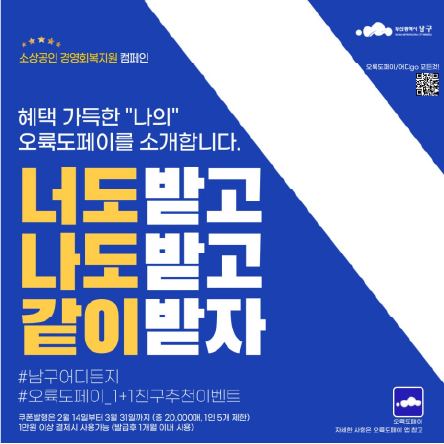 부산광역시 남구
소상공인 경영회복지원 캠페인
오륙도페이/어디go 모든것!
혜택 가득한 "나의"
오륙도페이를 소개합니다.
너도받고
나도받고
같이받자
#남구어디든지
#오륙도페이_1+1친구추천이벤트
쿠폰발행은 2월 14일부터 3월 31일까지 (총 20,000매, 1인 5개 제한)
1만원 이상 결제시 사용가능 (발급후 1개월 이내 사용)
오륙도페이
자세한 사항은 오륙도페이 앱 참고